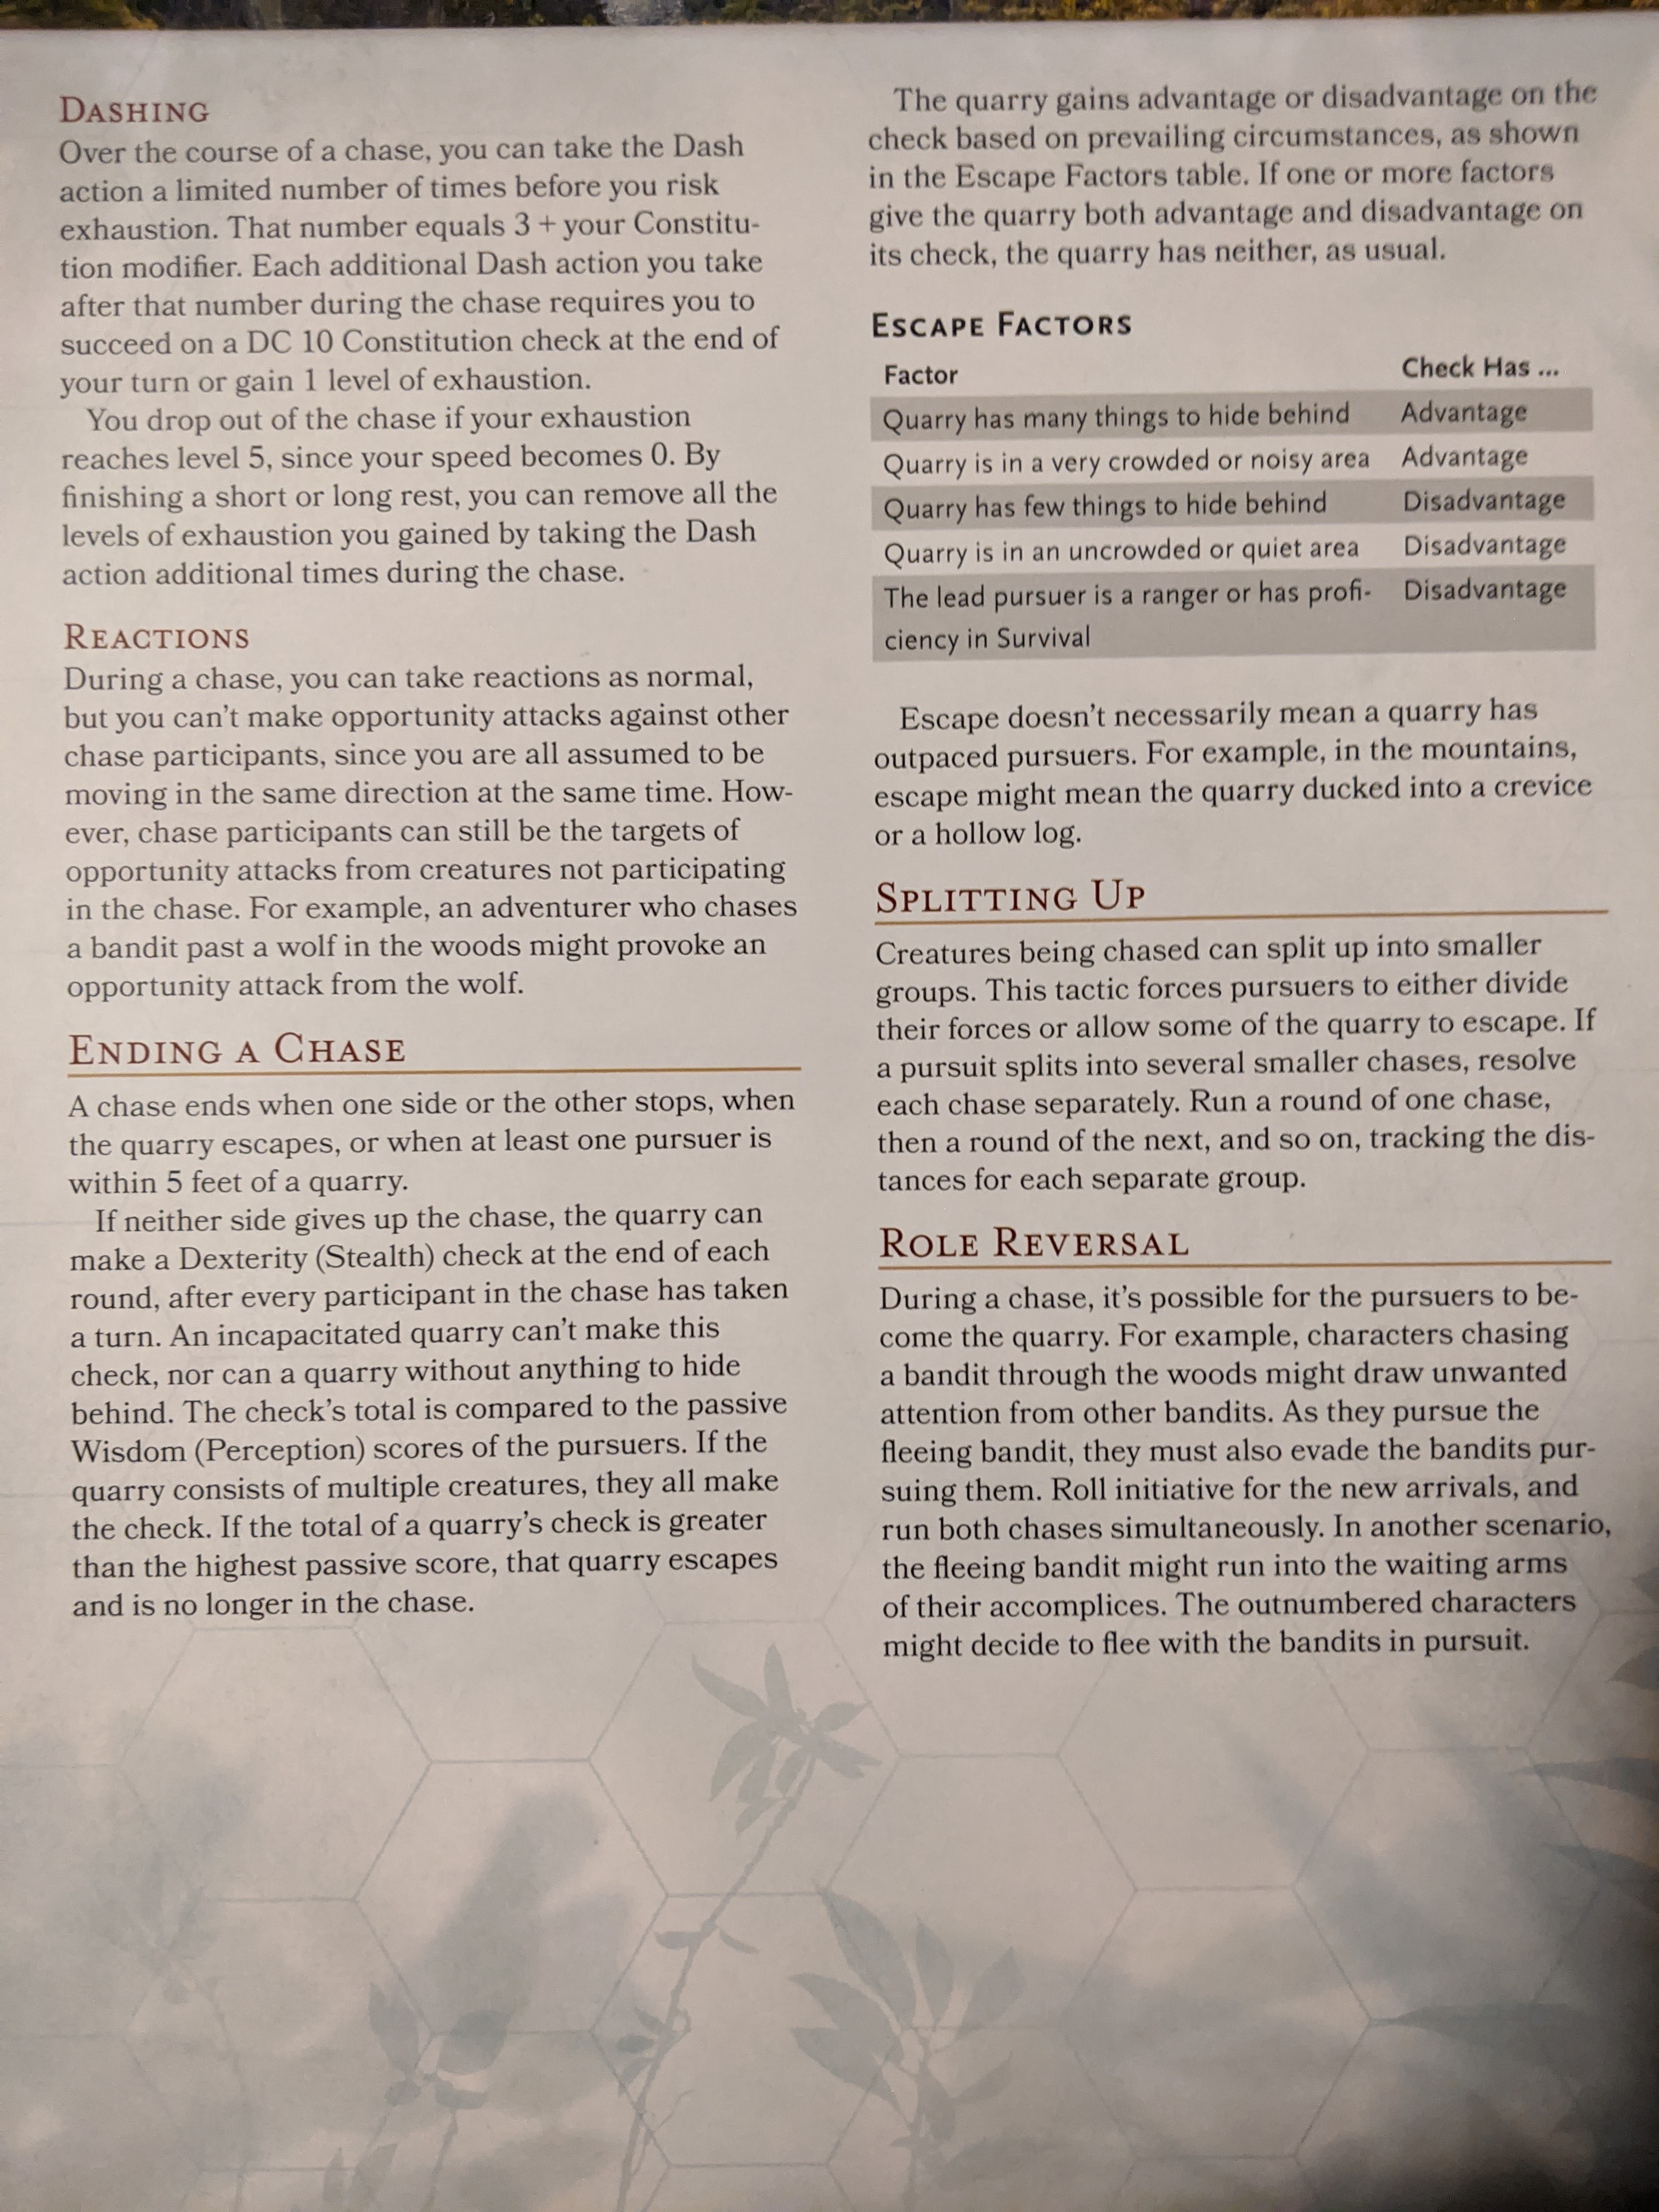 DASHING
Over the course of a chase, you can take the Dash
action a limited number of times before you risk
exhaustion. That number equals 3 + your Constitu-
tion modifier. Each additional Dash action you take
after that number during the chase requires you to
succeed on a DC 10 Constitution check at the end of
your turn or gain 1 level of exhaustion.
You drop out of the chase if your exhaustion
reaches level 5, since your speed becomes 0. By
finishing a short or long rest, you can remove all the
levels of exhaustion you gained by taking the Dash
action additional times during the chase.
REACTIONS
During a chase, you can take reactions as normal,
but you can't make opportunity attacks against other
chase participants, since you are all assumed to be
moving in the same direction at the same time. How-
ever, chase participants can still be the targets of
opportunity attacks from creatures not participating
in the chase. For example, an adventurer who chases
a bandit past a wolf in the woods might provoke an
opportunity attack from the wolf.
ENDING A CHASE
A chase ends when one side or the other stops, when
the quarry escapes, or when at least one pursuer is
within 5 feet of a quarry.
If neither side gives up the chase, the quarry can
make a Dexterity (Stealth) check at the end of each
round, after every participant in the chase has taken
a turn. An incapacitated quarry can't make this
check, nor can a quarry without anything to hide
behind. The check's total is compared to the passive
Wisdom (Perception) scores of the pursuers. If the
quarry consists of multiple creatures, they all make
the check. If the total of a quarry's check is greater
than the highest passive score, that quarry escapes
and is no longer in the chase.
The quarry gains advantage or disadvantage on the
check based on prevailing circumstances, as shown
in the Escape Factors table. If one or more factors
give the quarry both advantage and disadvantage on
its check, the quarry has neither, as usual.
ESCAPE FACTORS
Factor Check Has ...
Quarry has many things to hide behind Advantage
Quarry is in a very crowded or noisy area Advantage
Quarry has few things to hide behind Disadvantage
Quarry is in an uncrowded or quiet area Disadvantage
The lead pursuer is a ranger or has profi- Disadvantage
ciency in Survival
Escape doesn't necessarily mean a quarry has
outpaced pursuers. For example, in the mountains,
escape might mean the quarry ducked into a crevice
or a hollow log.
SPLITTING UP
Creatures being chased can split up into smaller
groups. This tactic forces pursuers to either divide
their forces or allow some of the quarry to escape. If
a pursuit splits into several smaller chases, resolve
each chase separately. Run a round of one chase,
then a round of the next, and so on, tracking the dis-
tances for each separate group.
ROLE REVERSAL
During a chase, it's possible for the pursuers to be-
come the quarry. For example, characters chasing
a bandit through the woods might draw unwanted
attention from other bandits. As they pursue the
fleeing bandit, they must also evade the bandits pur-
suing them. Roll initiative for the new arrivals, and
run both chases simultaneously. In another scenario,
the fleeing bandit might run into the waiting arms
of their accomplices. The outnumbered characters
might decide to flee with the bandits in pursuit.